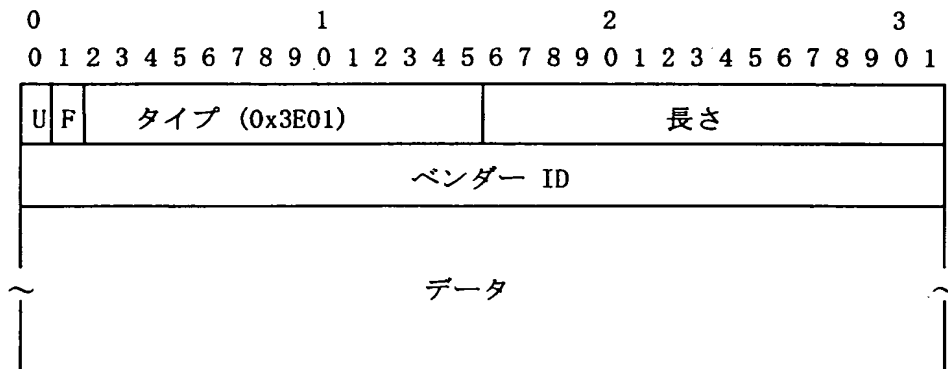 0 1 2 3
0 1 2 3 4 5 6 7 8 9 0 1 2 3 4 5 6 7 8 9 0 1 2 3 4 5 6 7 8 9 0 1
U F タイプ (0x3E01) 長さ
ベンダー ID
~ データ ~